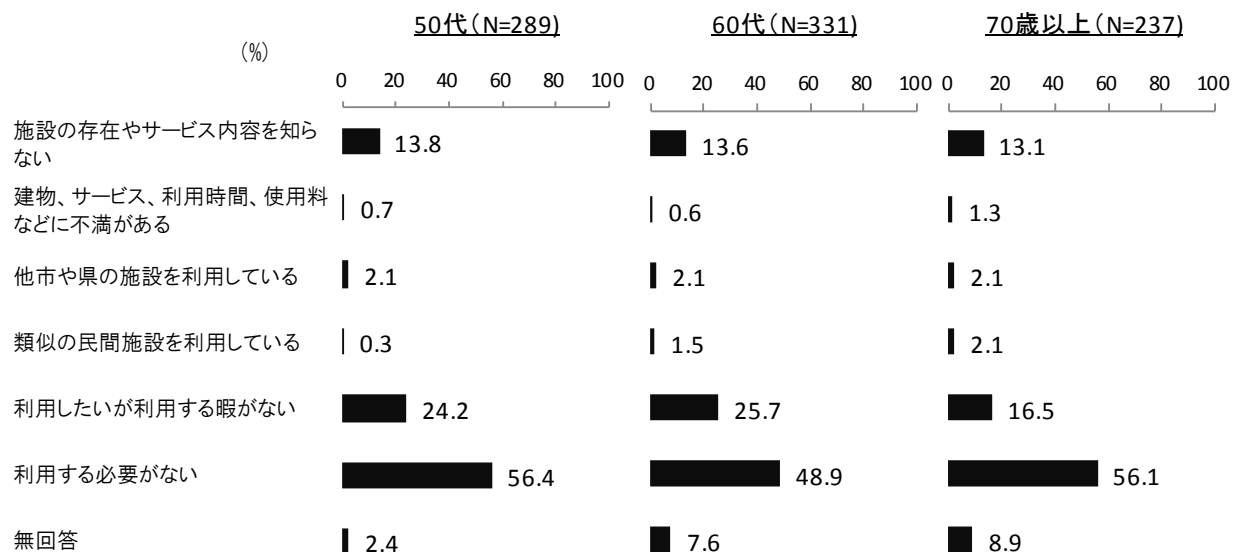 50代(N=289) 60代(N=331) 70歳以上(N=237)
(%)
0 20 40 60 80 100 0 20 40 60 80 100 0 20 40 60 80 100
施設の存在やサービス内容を知ら
ない
13.8 13.6 13.1
建物、サービス、利用時間、使用料
などに不満がある
0.7 0.6 1.3
他市や県の施設を利用している 2.1 2.1 2.1
類似の民間施設を利用している 0.3 1.5 2.1
利用したいが利用する暇がない 24.2 25.7 16.5
利用する必要がない 56.4 48.9 56.1
無回答 2.4 7.6 8.9